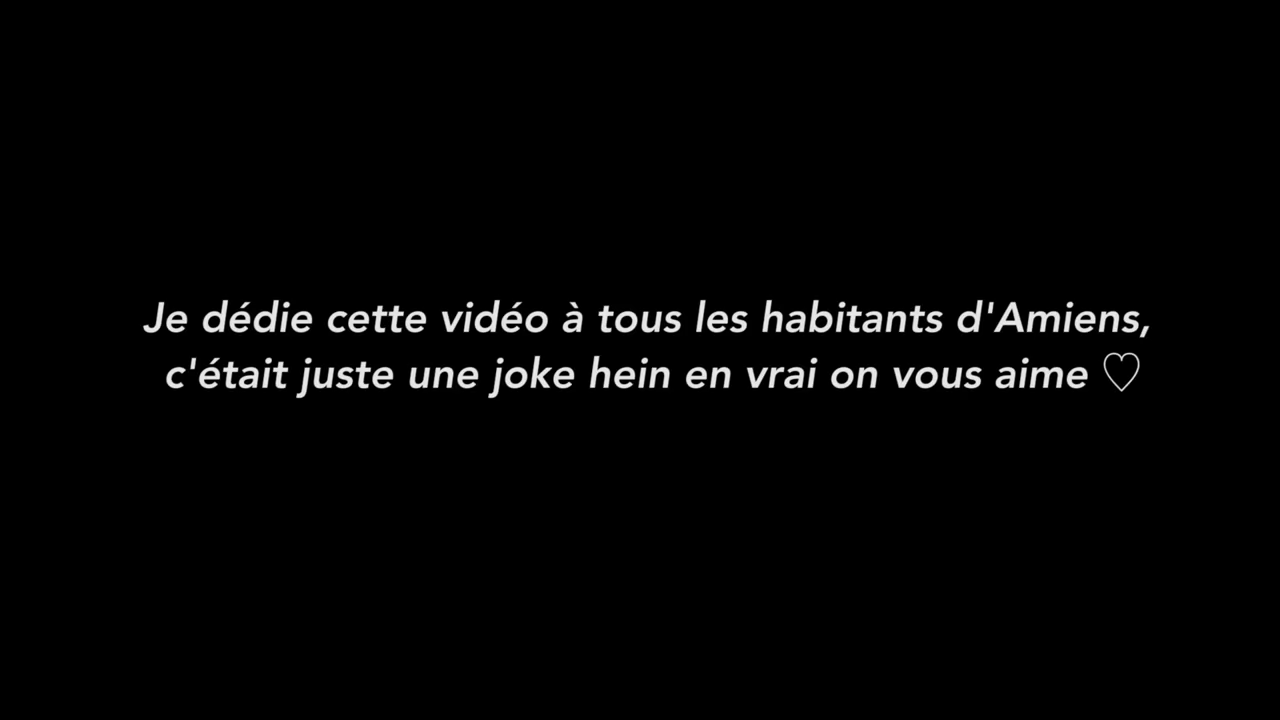 Je dédie cette vidéo à tous les habitants d'Amiens,
c'était juste une joke hein en vrai on vous aime ♡